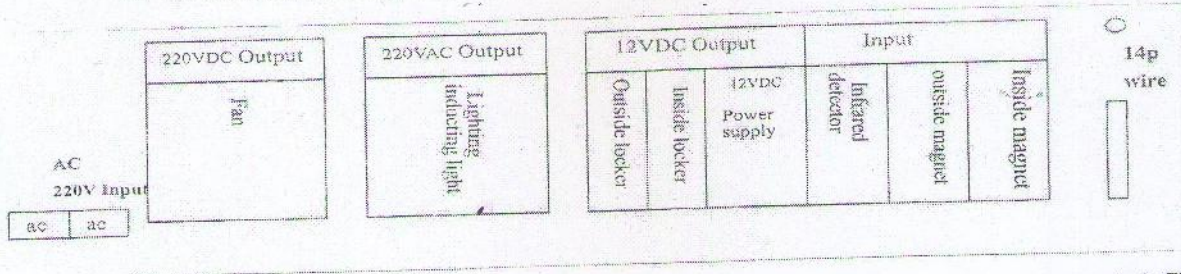 220VDC Output
Fan
220VAC Output
Lighting
inducting light
12VDC Output
Input
Outside locker
Inside locker
12VDC
Power
supply
Infrared
detector
outside magnet
Inside magnet
14p
wire
AC
220V Input
ac
ac